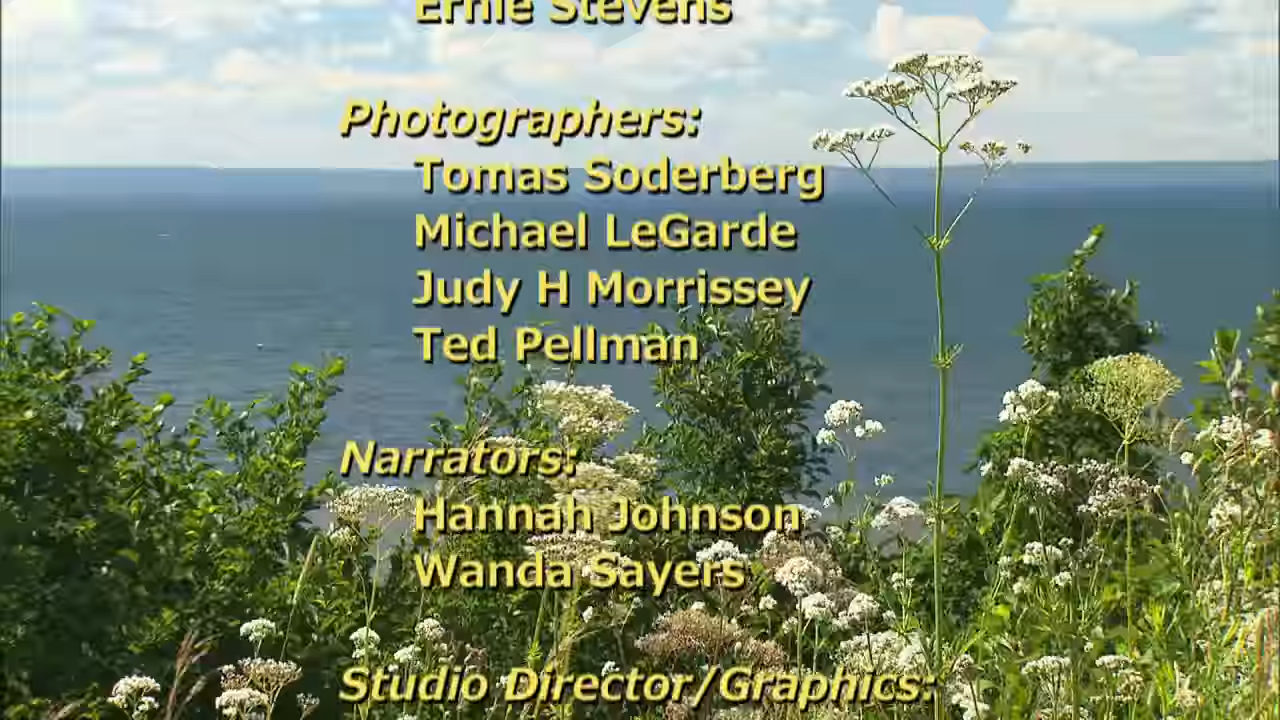 Ernie Stevens
Photographers:
Tomas Soderberg
Michael LeGarde
Judy H Morrissey
Ted Pellman
Narrators:
Hannah Johnson
Wanda Sayers
Studio Director/Graphics: